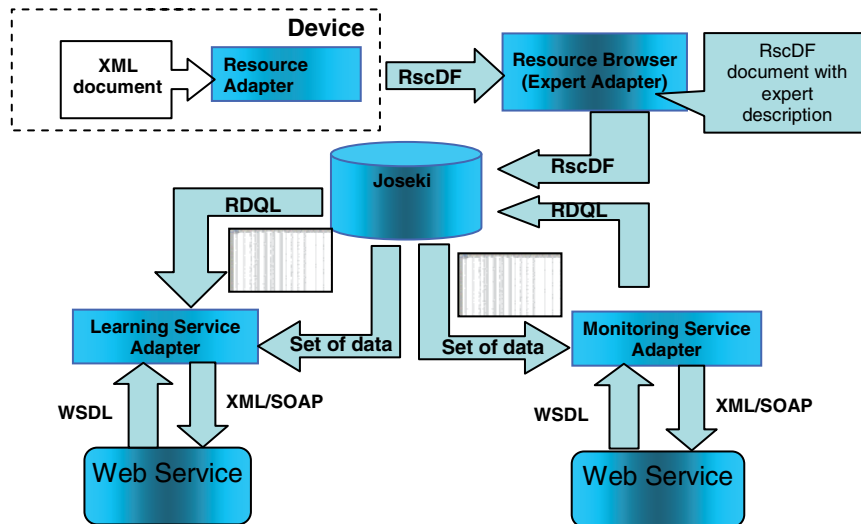 Device
XML
document
Resource
Adapter
RscDF
Resource Browser
(Expert Adapter)
RscDF
document with
expert
description
RscDF
Joseki
RDQL
RDQL
Learning Service
Adapter
Set of data
Set of data
Monitoring Service
Adapter
WSDL
XML/SOAP
WSDL
XML/SOAP
Web Service
Web Service